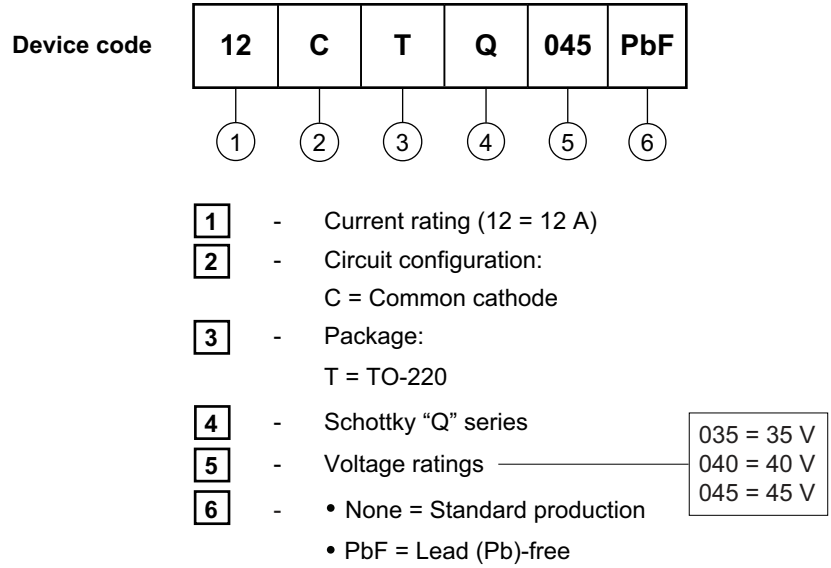 Device code 12 C T Q 045 PbF
1 2 3 4 5 6
1 - Current rating (12 = 12 A)
2 - Circuit configuration:
C = Common cathode
3 - Package:
T = TO-220
4 - Schottky “Q” series
5 - Voltage ratings
035 = 35 V
040 = 40 V
045 = 45 V
6 - • None = Standard production
• PbF = Lead (Pb)-free